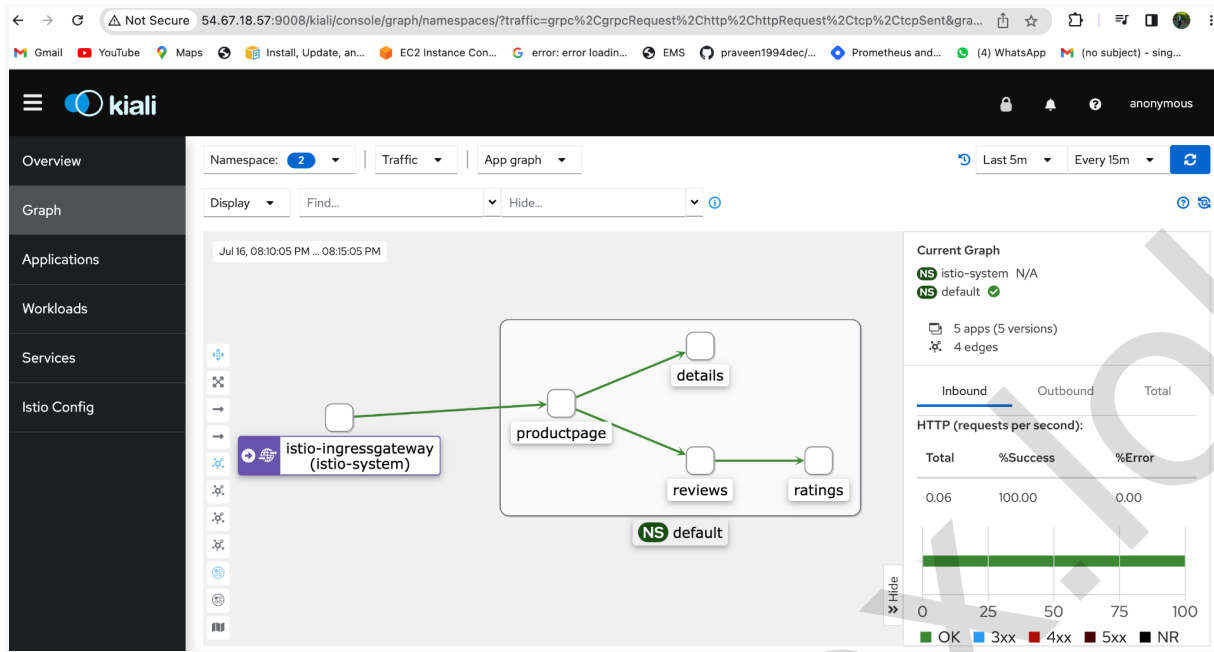 Not Secure 54.67.18.57:9008/kiali/console/graph/namespaces/?traffic=grpc%2CgrpcRequest%2Chttp%2ChttpRequest%2Ctcp%2CtcpSent&gra...
Gmail YouTube Maps Install, Update, an... EC2 Instance Con... error: error loadin... EMS praveen1994dec/... Prometheus and... (4) WhatsApp (no subject) - sing...
kiali anonymous
Overview
Graph
Applications
Workloads
Services
Istio Config
Namespace: 2 Traffic App graph Last 5m Every 15m
Display Find... Hide...
Jul 16, 08:10:05 PM ... 08:15:05 PM
details
productpage
istio-ingressgateway
(istio-system)
reviews ratings
NS default
Hide
Current Graph
NS istio-system N/A
NS default
5 apps (5 versions)
4 edges
Inbound Outbound Total
HTTP (requests per second):
Total %Success %Error
0.06 100.00 0.00
0 25 50 75 100
OK 3xx 4xx 5xx NR